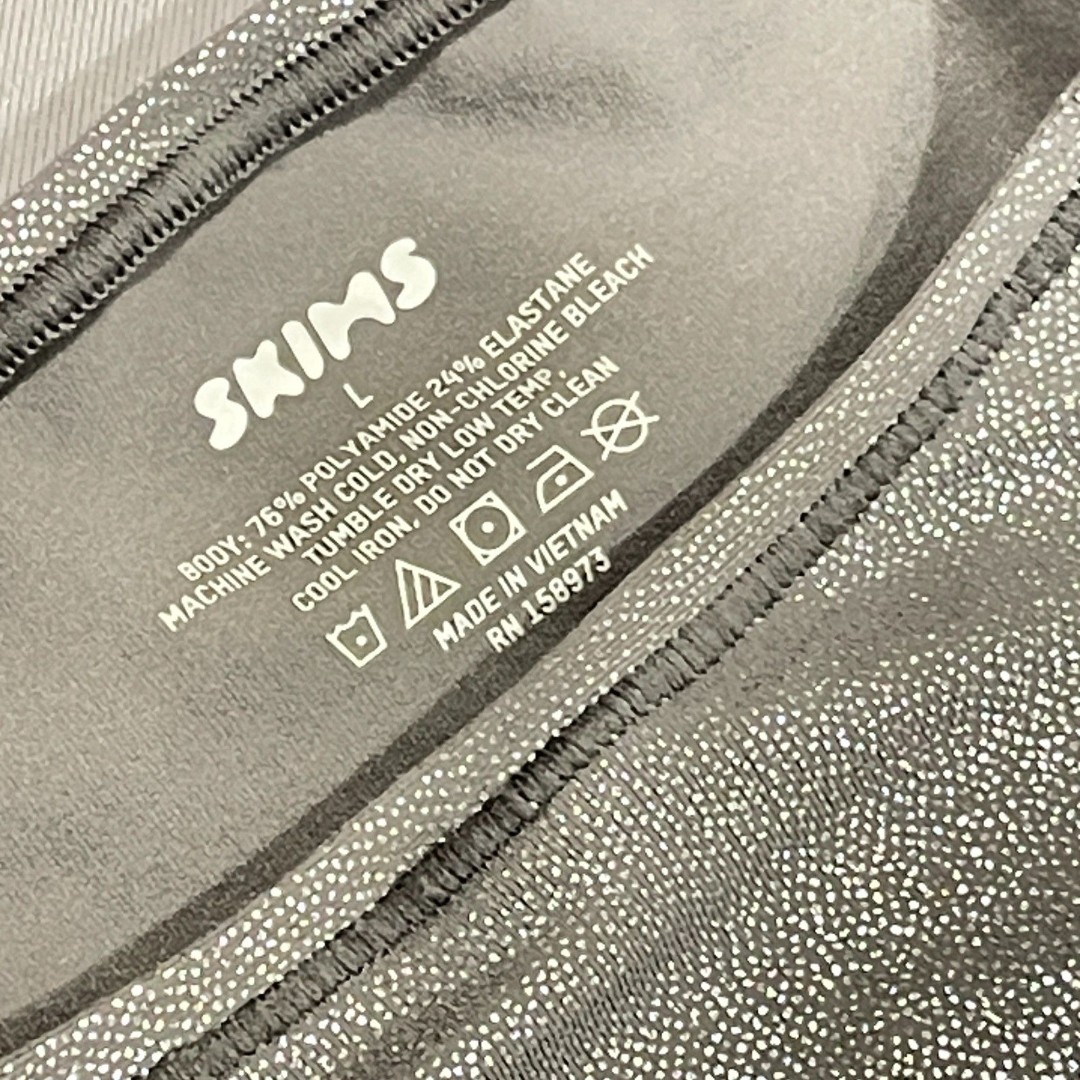 SKIMS
L
BODY: 76% POLYAMIDE 24% ELASTANE
MACHINE WASH COLD, NON-CHLORINE BLEACH
TUMBLE DRY LOW TEMP,
COOL IRON, DO NOT DRY CLEAN
MADE IN VIETNAM
RN 158973